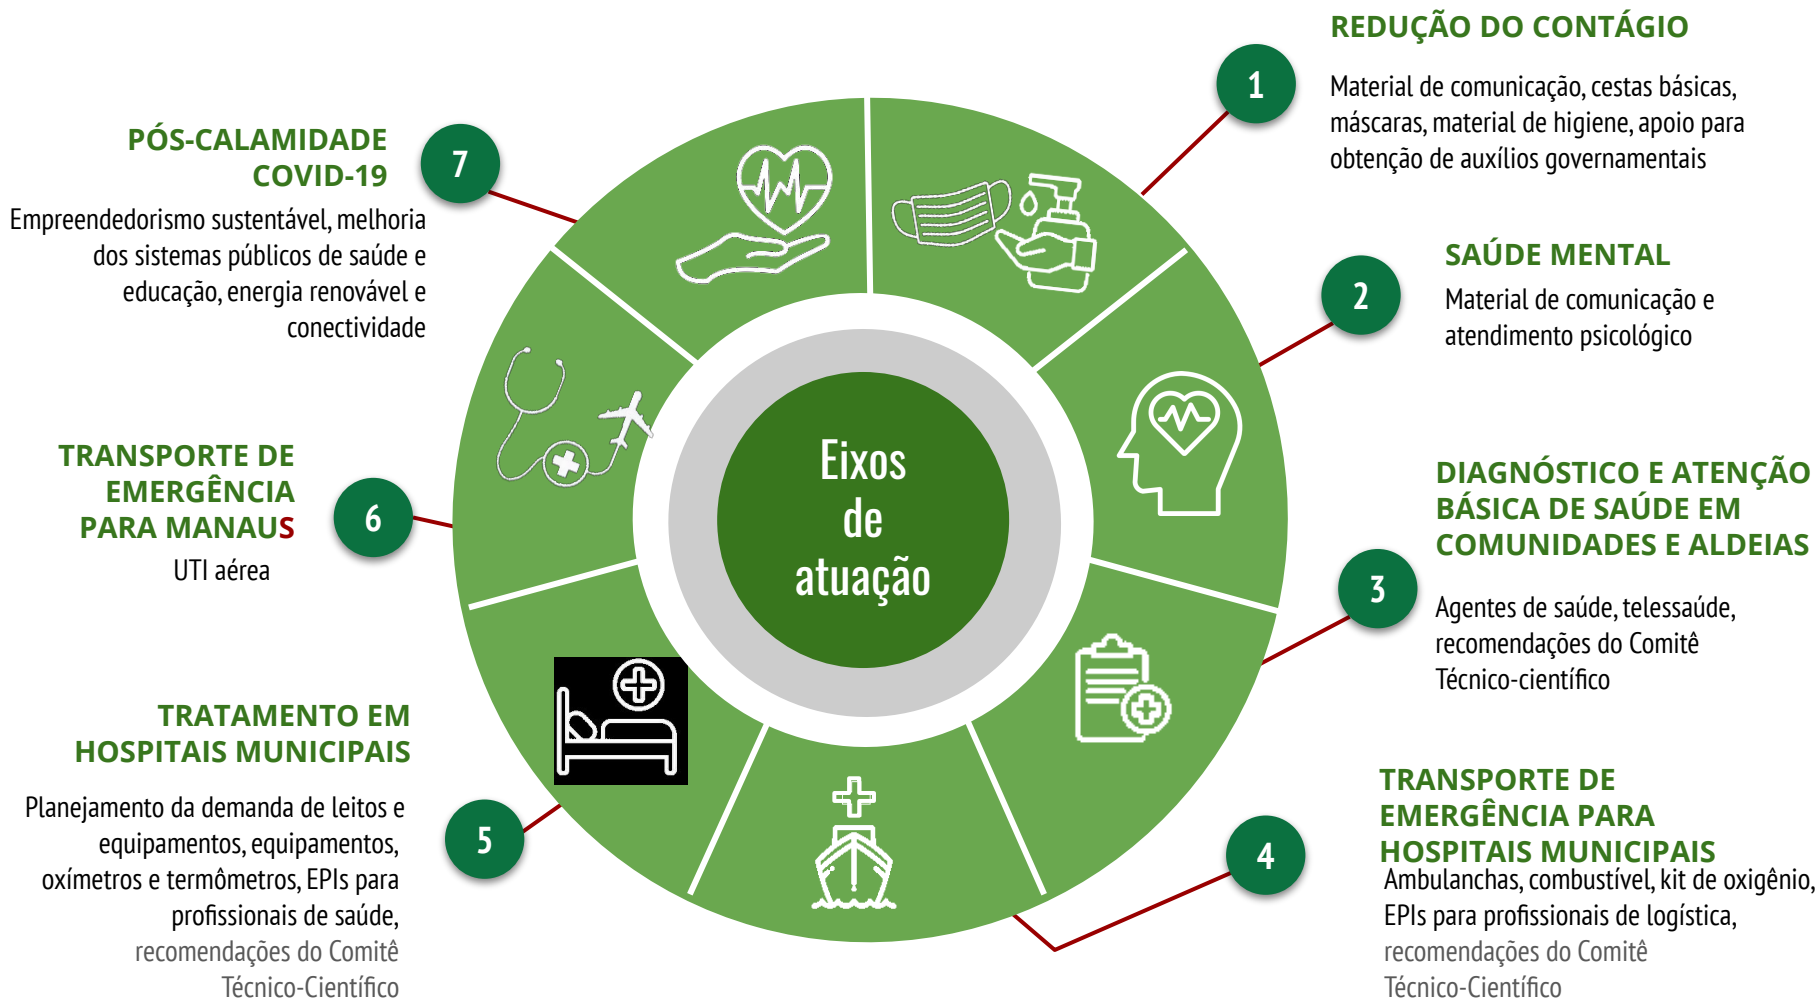 Eixos
de
atuação
1
REDUÇÃO DO CONTÁGIO
Material de comunicação, cestas básicas,
máscaras, material de higiene, apoio para
obtenção de auxílios governamentais
2
SAÚDE MENTAL
Material de comunicação e
atendimento psicológico
3
DIAGNÓSTICO E ATENÇÃO
BÁSICA DE SAÚDE EM
COMUNIDADES E ALDEIAS
Agentes de saúde, telessaúde,
recomendações do Comitê
Técnico-científico
4
TRANSPORTE DE
EMERGÊNCIA PARA
HOSPITAIS MUNICIPAIS
Ambulanchas, combustível, kit de oxigênio,
EPIs para profissionais de logística,
recomendações do Comitê
Técnico-Científico
5
TRATAMENTO EM
HOSPITAIS MUNICIPAIS
Planejamento da demanda de leitos e
equipamentos, equipamentos,
oxímetros e termômetros, EPIs para
profissionais de saúde,
recomendações do Comitê
Técnico-Científico
6
TRANSPORTE DE
EMERGÊNCIA
PARA MANAUS
UTI aérea
7
PÓS-CALAMIDADE
COVID-19
Empreendedorismo sustentável, melhoria
dos sistemas públicos de saúde e
educação, energia renovável e
conectividade